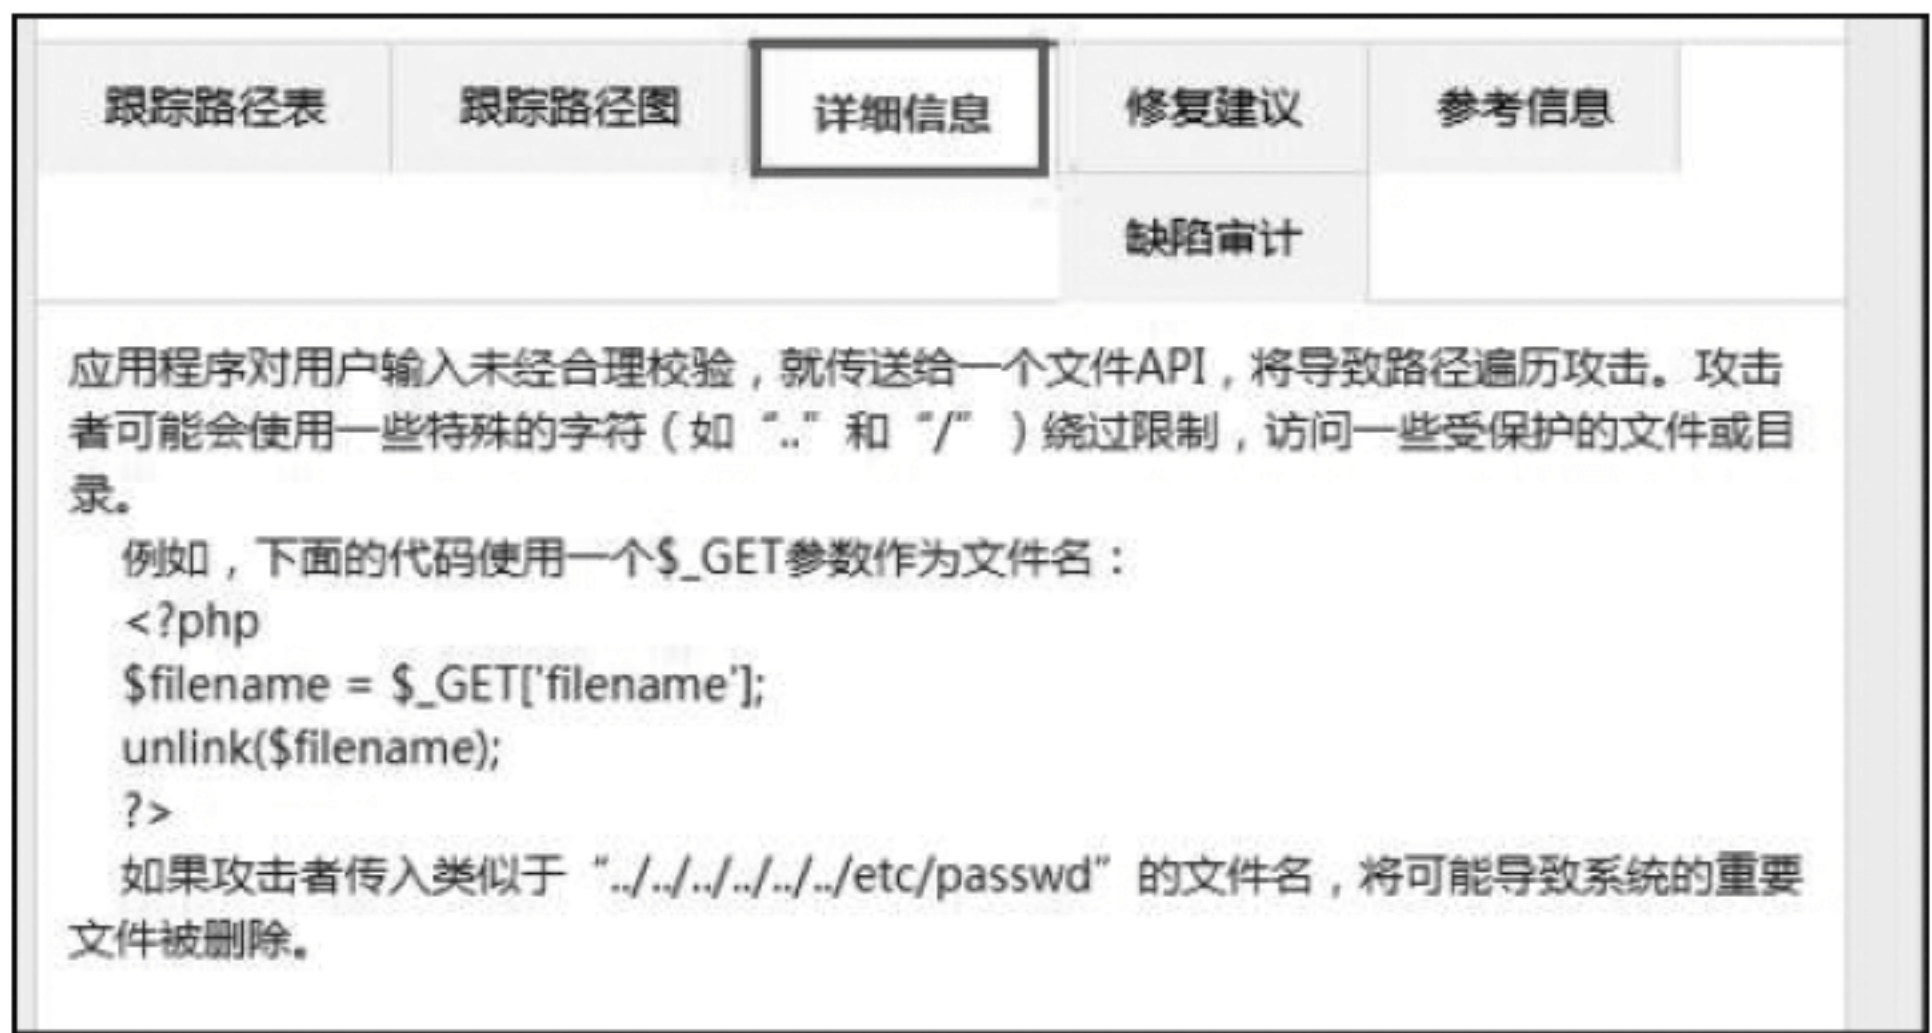 跟踪路径表 跟踪路径图 详细信息 修复建议 参考信息
缺陷审计
应用程序对用户输入未经合理校验，就传送给一个文件API，将导致路径遍历攻击。攻击
者可能会使用一些特殊的字符（如“..”和“/”）绕过限制，访问一些受保护的文件或目
录。
例如，下面的代码使用一个$_GET参数作为文件名：
<?php
$filename = $_GET['filename'];
unlink($filename);
?>
如果攻击者传入类似于“../../../../../../etc/passwd”的文件名，将可能导致系统的重要
文件被删除。